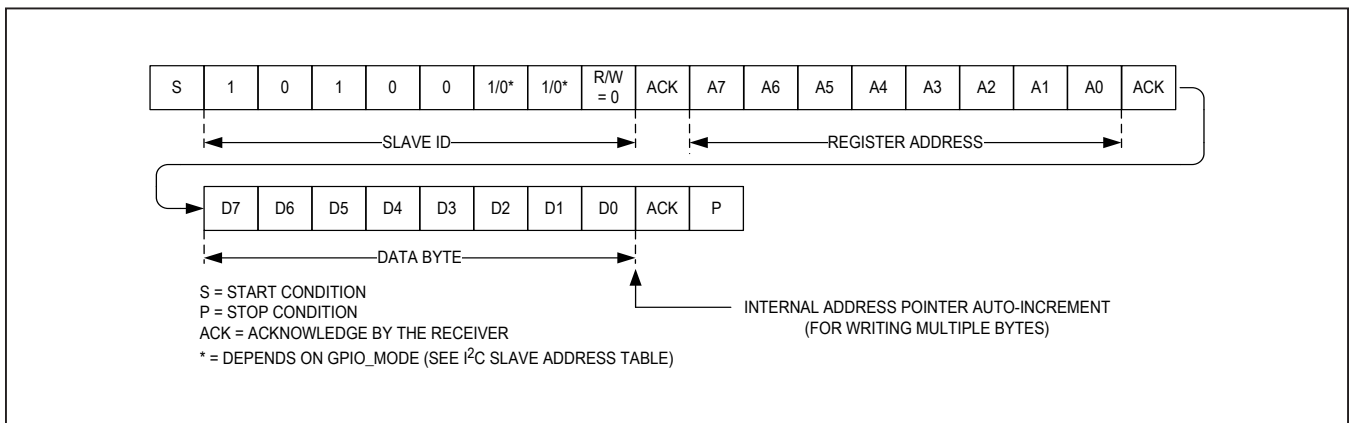 S 1 0 1 0 0 1/0* 1/0* R/W = 0 ACK A7 A6 A5 A4 A3 A2 A1 A0 ACK
SLAVE ID REGISTER ADDRESS
D7 D6 D5 D4 D3 D2 D1 D0 ACK P
DATA BYTE
S = START CONDITION
P = STOP CONDITION
ACK = ACKNOWLEDGE BY THE RECEIVER
* = DEPENDS ON GPIO_MODE (SEE I²C SLAVE ADDRESS TABLE)
INTERNAL ADDRESS POINTER AUTO-INCREMENT
(FOR WRITING MULTIPLE BYTES)